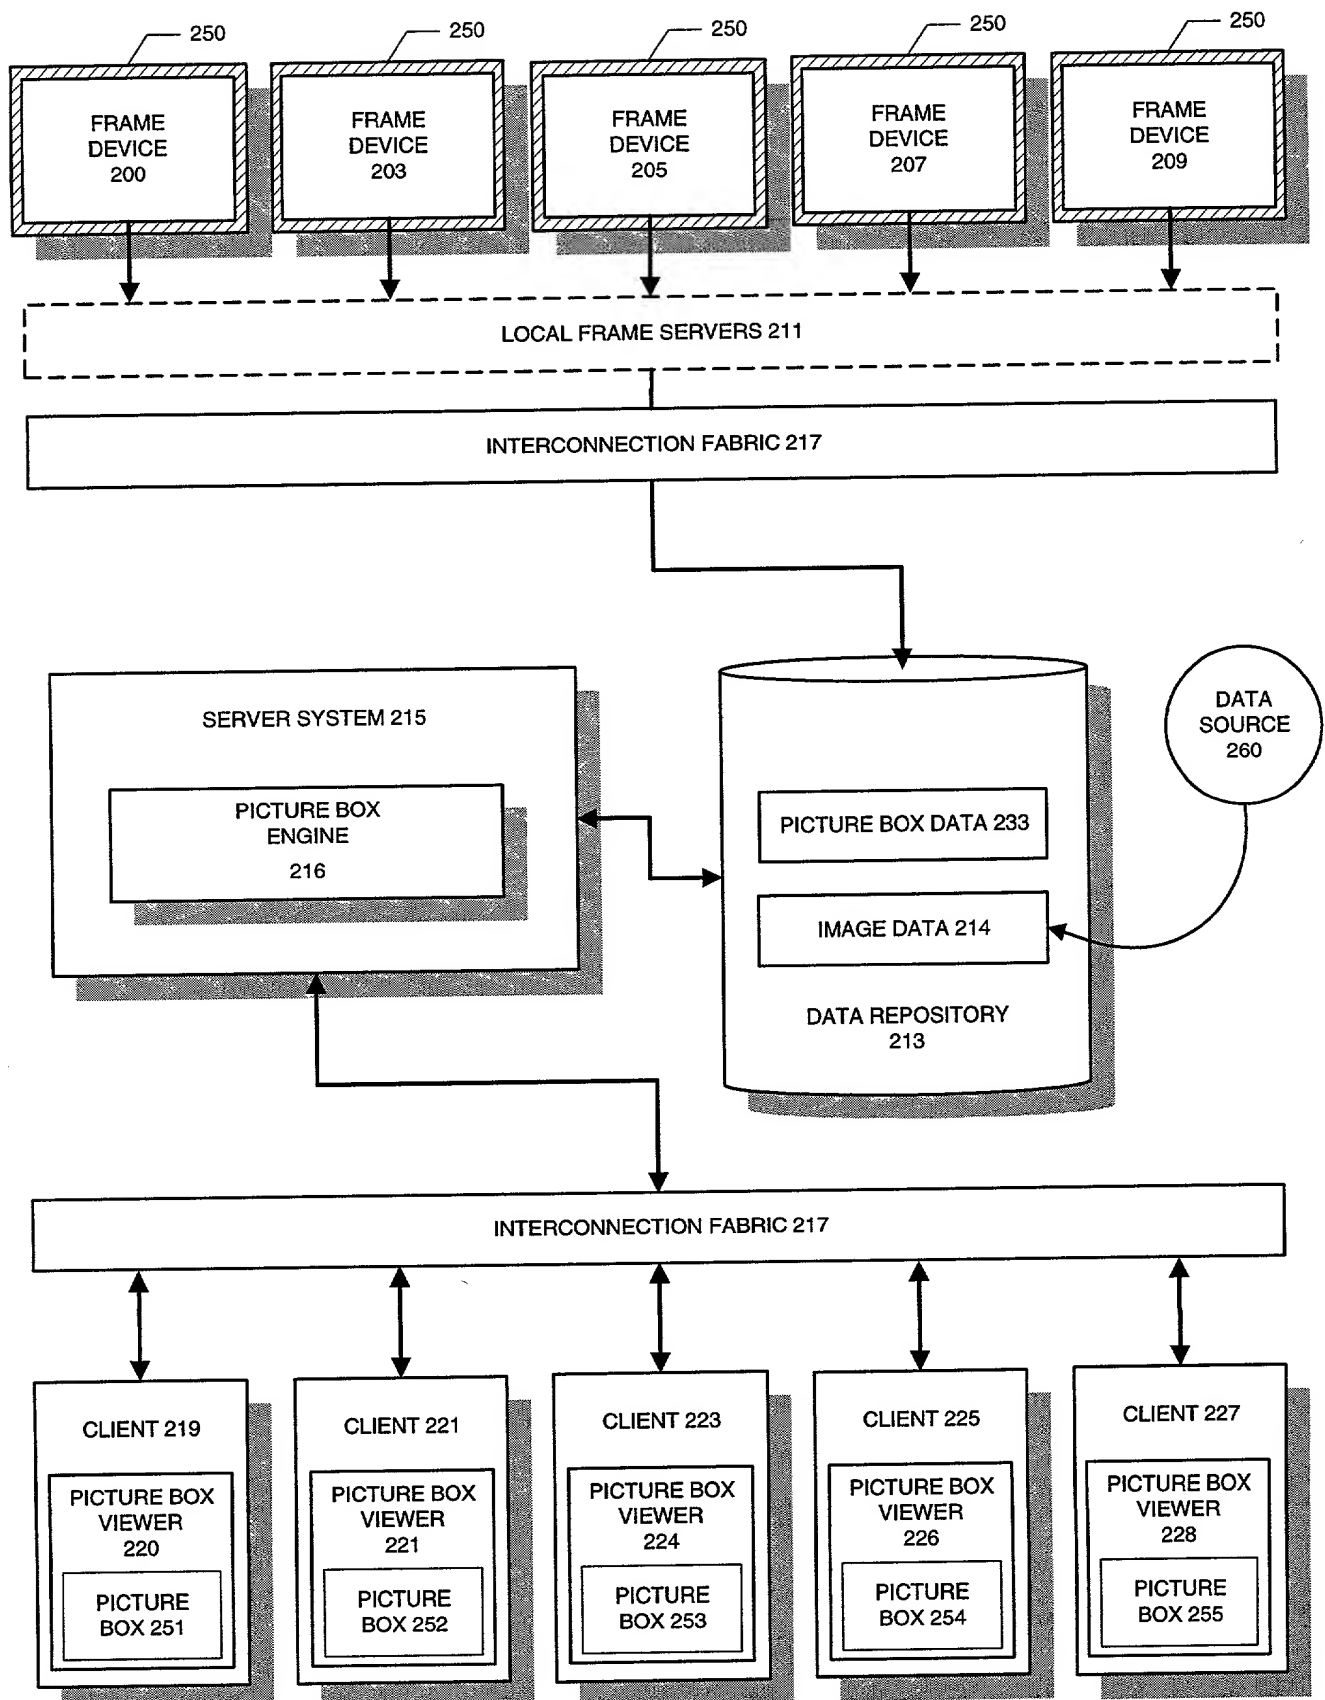 250
250
250
250
250
FRAME
DEVICE
200
FRAME
DEVICE
203
FRAME
DEVICE
205
FRAME
DEVICE
207
FRAME
DEVICE
209
LOCAL FRAME SERVERS 211
INTERCONNECTION FABRIC 217
SERVER SYSTEM 215
PICTURE BOX
ENGINE
216
DATA
SOURCE
260
PICTURE BOX DATA 233
IMAGE DATA 214
DATA REPOSITORY
213
INTERCONNECTION FABRIC 217
CLIENT 219
PICTURE BOX
VIEWER
220
PICTURE
BOX 251
CLIENT 221
PICTURE BOX
VIEWER
221
PICTURE
BOX 252
CLIENT 223
PICTURE BOX
VIEWER
224
PICTURE
BOX 253
CLIENT 225
PICTURE BOX
VIEWER
226
PICTURE
BOX 254
CLIENT 227
PICTURE BOX
VIEWER
228
PICTURE
BOX 255